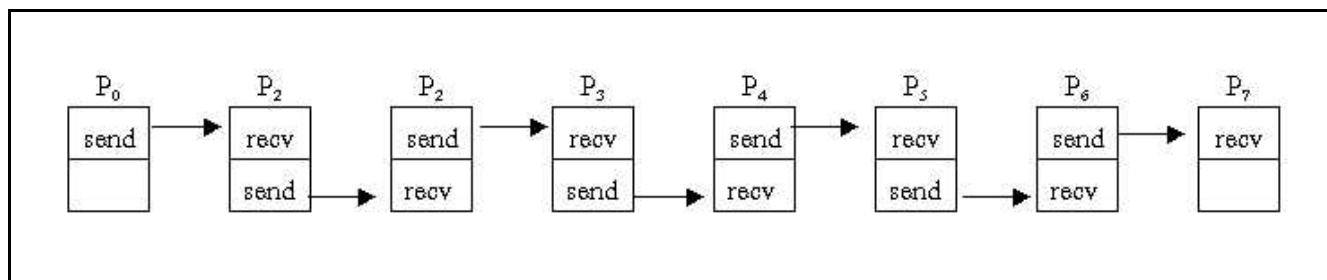 P₀ P₂ P₂ P₃ P₄ P₅ P₆ P₇
send recv send recv send recv send recv
send recv send recv send recv